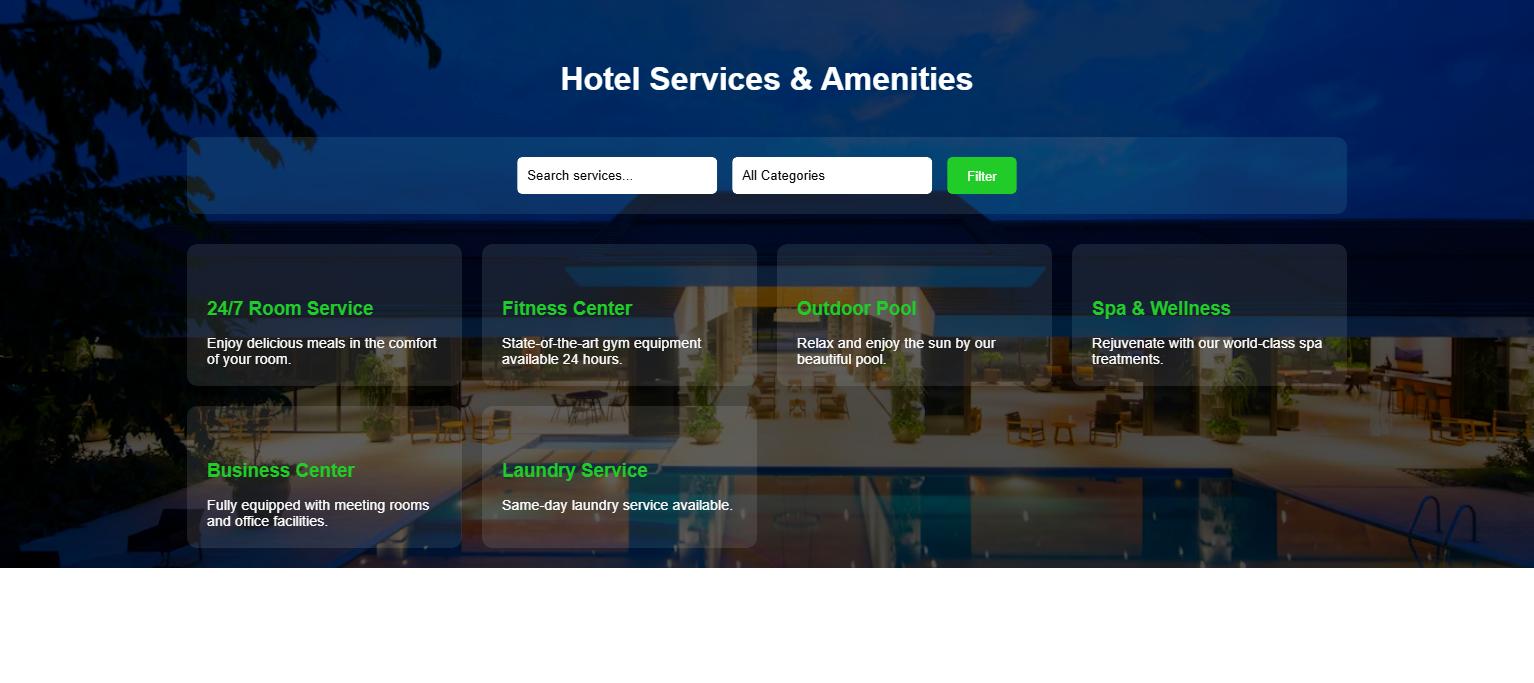 Hotel Services & Amenities
Search services...
All Categories
Filter
24/7 Room Service
Enjoy delicious meals in the comfort
of your room.
Fitness Center
State-of-the-art gym equipment
available 24 hours.
Outdoor Pool
Relax and enjoy the sun by our
beautiful pool.
Spa & Wellness
Rejuvenate with our world-class spa
treatments.
Business Center
Fully equipped with meeting rooms
and office facilities.
Laundry Service
Same-day laundry service available.